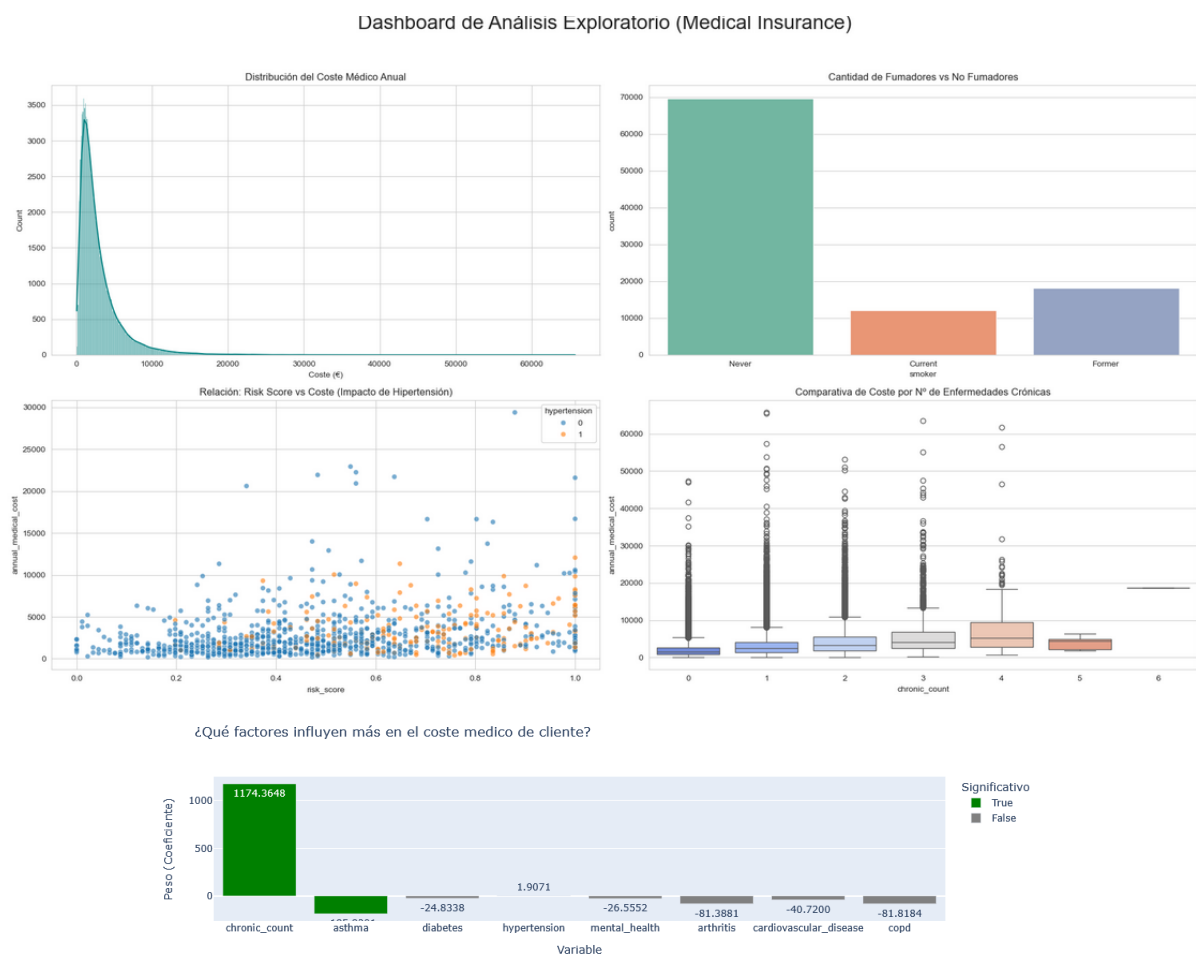 Dashboard de Análisis Exploratorio (Medical Insurance)
Distribución del Coste Médico Anual
Count
3500
3000
2500
2000
1500
1000
500
0
0 10000 20000 30000 40000 50000 60000
Coste (€)
Cantidad de Fumadores vs No Fumadores
count
70000
60000
50000
40000
30000
20000
10000
0
Never Current Former
smoker
Relación: Risk Score vs Coste (Impacto de Hipertensión)
annual_medical_cost
30000
25000
20000
15000
10000
5000
0
hypertension
0
1
0.0 0.2 0.4 0.6 0.8 1.0
risk_score
Comparativa de Coste por Nº de Enfermedades Crónicas
annual_medical_cost
60000
50000
40000
30000
20000
10000
0
0 1 2 3 4 5 6
chronic_count
¿Qué factores influyen más en el coste medico de cliente?
Peso (Coeficiente)
1000
500
0
1174.3648
-24.8338
1.9071
-26.5552
-81.3881
-40.7200
-81.8184
chronic_count asthma diabetes hypertension mental_health arthritis cardiovascular_disease copd
Variable
Significativo
True
False